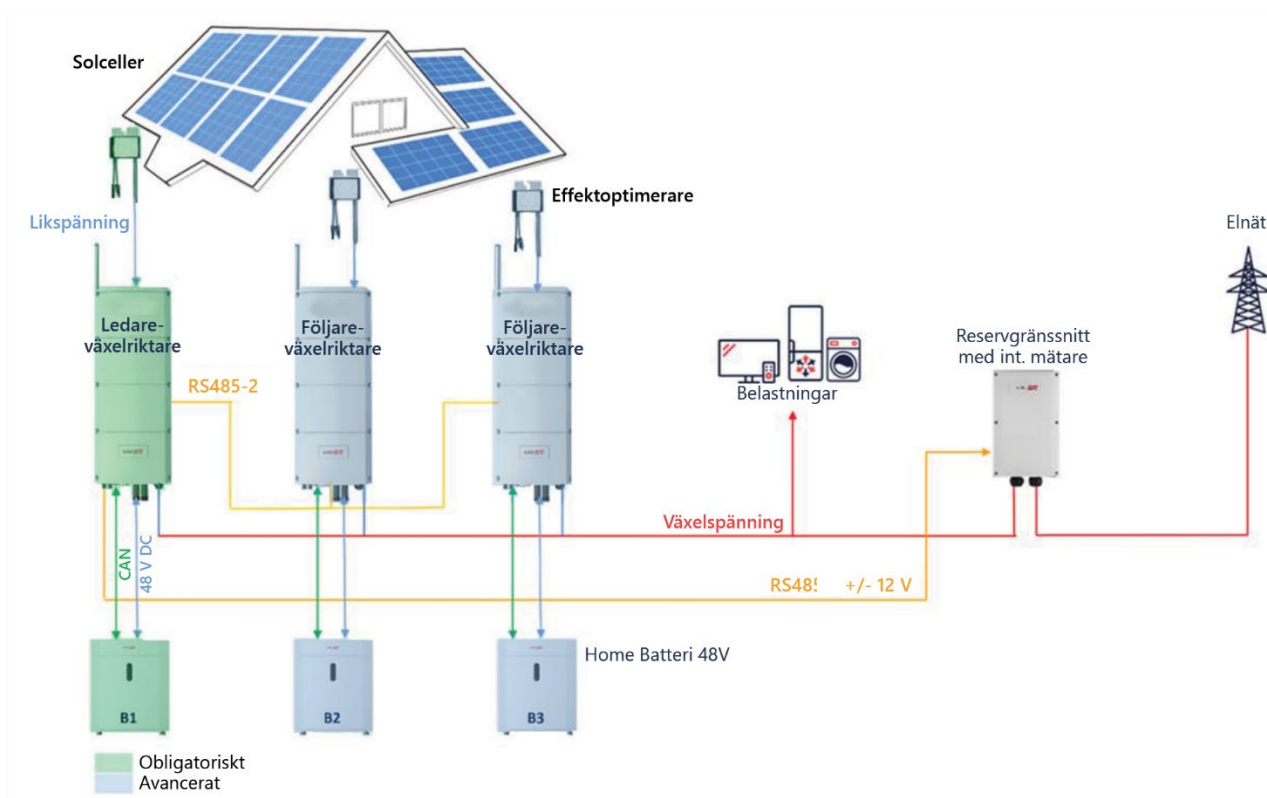 Solceller
Effektoptimerare
Likspänning
Elnät
Ledare-
växelriktare
Följare-
växelriktare
Följare-
växelriktare
Reservgränssnitt
med int. mätare
RS485-2
Belastningar
Växelspänning
CAN
48 V DC
RS485
+/- 12 V
Home Batteri 48V
B1
B2
B3
Obligatoriskt
Avancerat